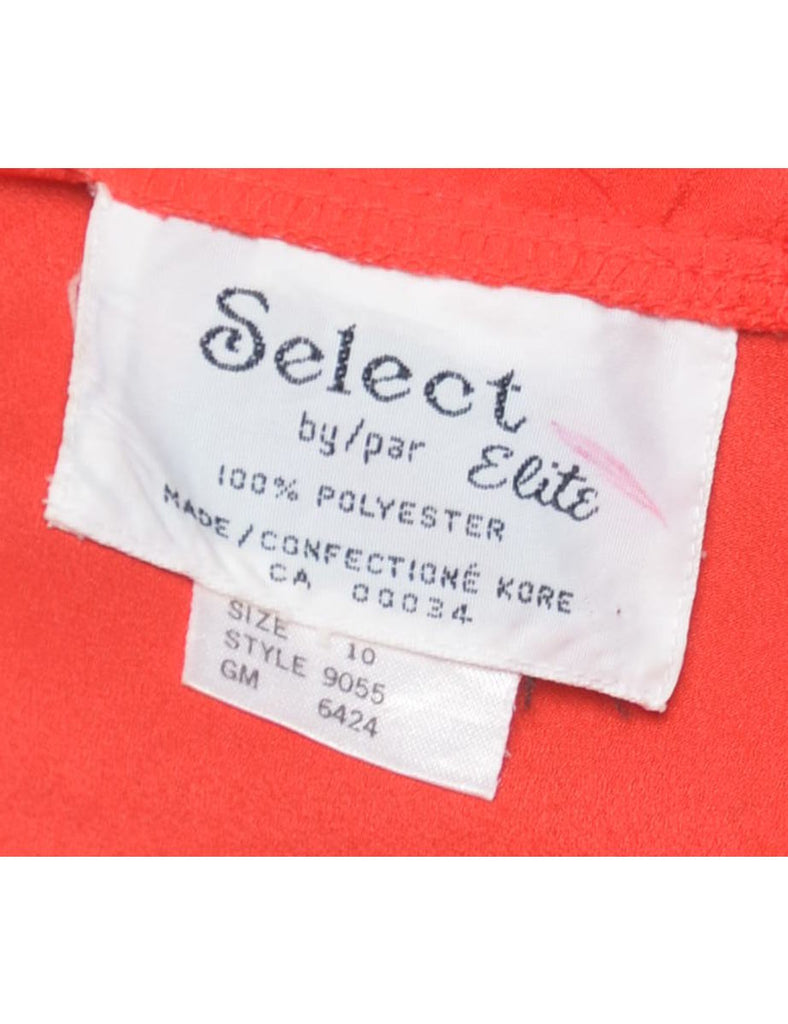 Select
by/par Elite
100% POLYESTER
MADE/CONFECTIONÉ KORE
CA 00034
SIZE 10
STYLE 9055
GM 6424